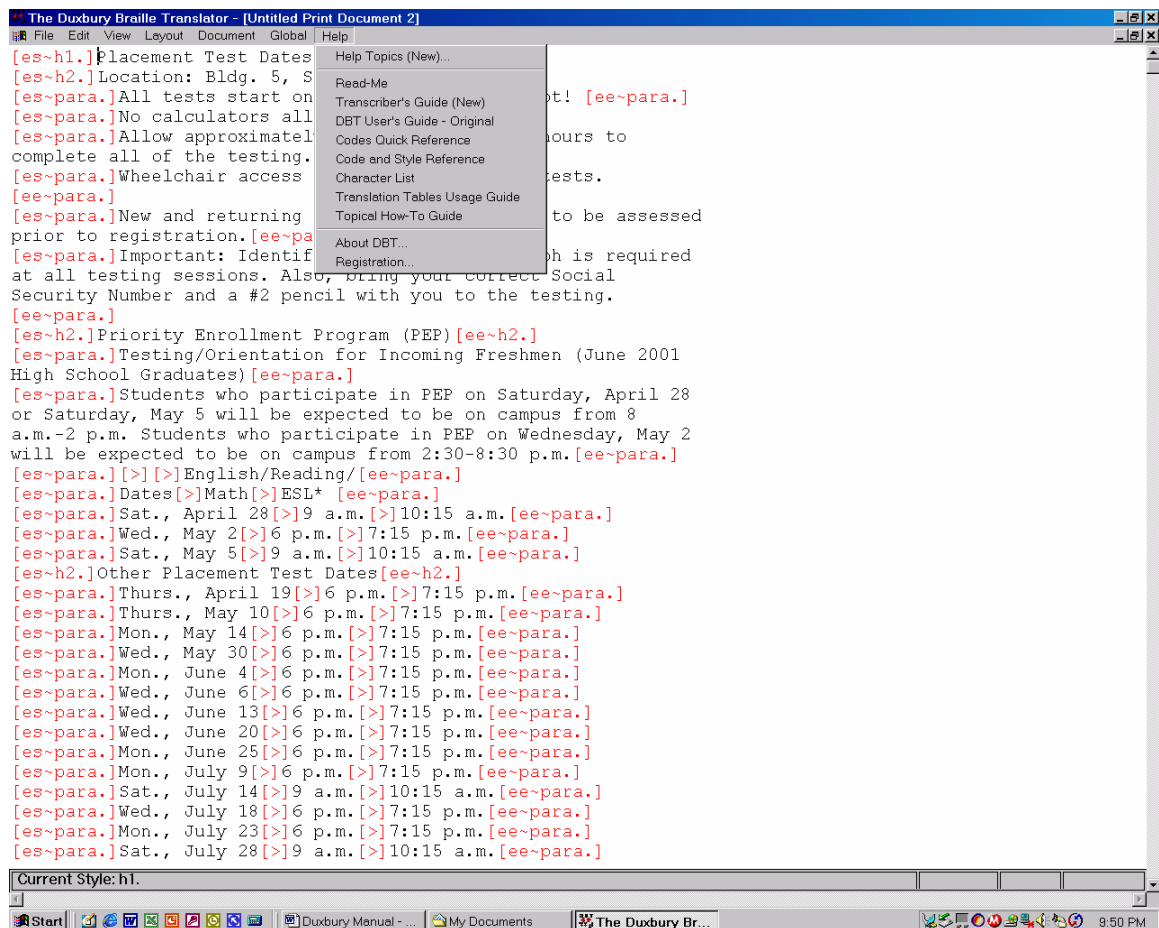 The Duxbury Braille Translator - [Untitled Print Document 2]
File Edit View Layout Document Global Help
Help Topics (New)...
Read-Me
Transcriber's Guide (New)
DBT User's Guide - Original
Codes Quick Reference
Code and Style Reference
Character List
Translation Tables Usage Guide
Topical How-To Guide
About DBT...
Registration...
[es~h1.]Placement Test Dates
[es~h2.]Location: Bldg. 5, S
[es~para.]All tests start on ot! [ee~para.]
[es~para.]No calculators all
[es~para.]Allow approximatel hours to
complete all of the testing.
[es~para.]Wheelchair access ests.
[ee~para.]
[es~para.]New and returning to be assessed
prior to registration.[ee~pa
[es~para.]Important: Identif ph is required
at all testing sessions. Also, bring your correct Social
Security Number and a #2 pencil with you to the testing.
[ee~para.]
[es~h2.]Priority Enrollment Program (PEP)[ee~h2.]
[es~para.]Testing/Orientation for Incoming Freshmen (June 2001
High School Graduates)[ee~para.]
[es~para.]Students who participate in PEP on Saturday, April 28
or Saturday, May 5 will be expected to be on campus from 8
a.m.-2 p.m. Students who participate in PEP on Wednesday, May 2
will be expected to be on campus from 2:30-8:30 p.m.[ee~para.]
[es~para.][>][>]English/Reading/[ee~para.]
[es~para.]Dates[>]Math[>]ESL* [ee~para.]
[es~para.]Sat., April 28[>]9 a.m.[>]10:15 a.m.[ee~para.]
[es~para.]Wed., May 2[>]6 p.m.[>]7:15 p.m.[ee~para.]
[es~para.]Sat., May 5[>]9 a.m.[>]10:15 a.m.[ee~para.]
[es~h2.]Other Placement Test Dates[ee~h2.]
[es~para.]Thurs., April 19[>]6 p.m.[>]7:15 p.m.[ee~para.]
[es~para.]Thurs., May 10[>]6 p.m.[>]7:15 p.m.[ee~para.]
[es~para.]Mon., May 14[>]6 p.m.[>]7:15 p.m.[ee~para.]
[es~para.]Wed., May 30[>]6 p.m.[>]7:15 p.m.[ee~para.]
[es~para.]Mon., June 4[>]6 p.m.[>]7:15 p.m.[ee~para.]
[es~para.]Wed., June 6[>]6 p.m.[>]7:15 p.m.[ee~para.]
[es~para.]Wed., June 13[>]6 p.m.[>]7:15 p.m.[ee~para.]
[es~para.]Wed., June 20[>]6 p.m.[>]7:15 p.m.[ee~para.]
[es~para.]Mon., June 25[>]6 p.m.[>]7:15 p.m.[ee~para.]
[es~para.]Mon., July 9[>]6 p.m.[>]7:15 p.m.[ee~para.]
[es~para.]Sat., July 14[>]9 a.m.[>]10:15 a.m.[ee~para.]
[es~para.]Wed., July 18[>]6 p.m.[>]7:15 p.m.[ee~para.]
[es~para.]Mon., July 23[>]6 p.m.[>]7:15 p.m.[ee~para.]
[es~para.]Sat., July 28[>]9 a.m.[>]10:15 a.m.[ee~para.]
Current Style: h1.
Start Duxbury Manual - ... My Documents The Duxbury Br... 9:50 PM